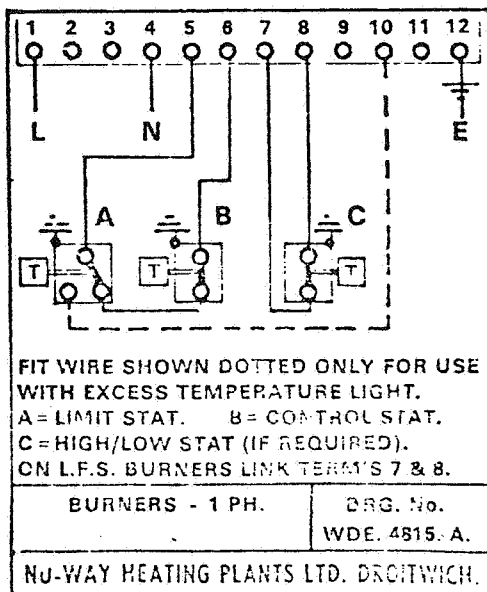 1 2 3 4 5 6 7 8 9 10 11 12
L N E
A B C
T T T
FIT WIRE SHOWN DOTTED ONLY FOR USE
WITH EXCESS TEMPERATURE LIGHT.
A = LIMIT STAT. B = CONTROL STAT.
C = HIGH/LOW STAT (IF REQUIRED).
ON L.F.S. BURNERS LINK TERM'S 7 & 8.
BURNERS - 1 PH. DRG. No.
WDE. 4815. A.
NU-WAY HEATING PLANTS LTD. DROITWICH.